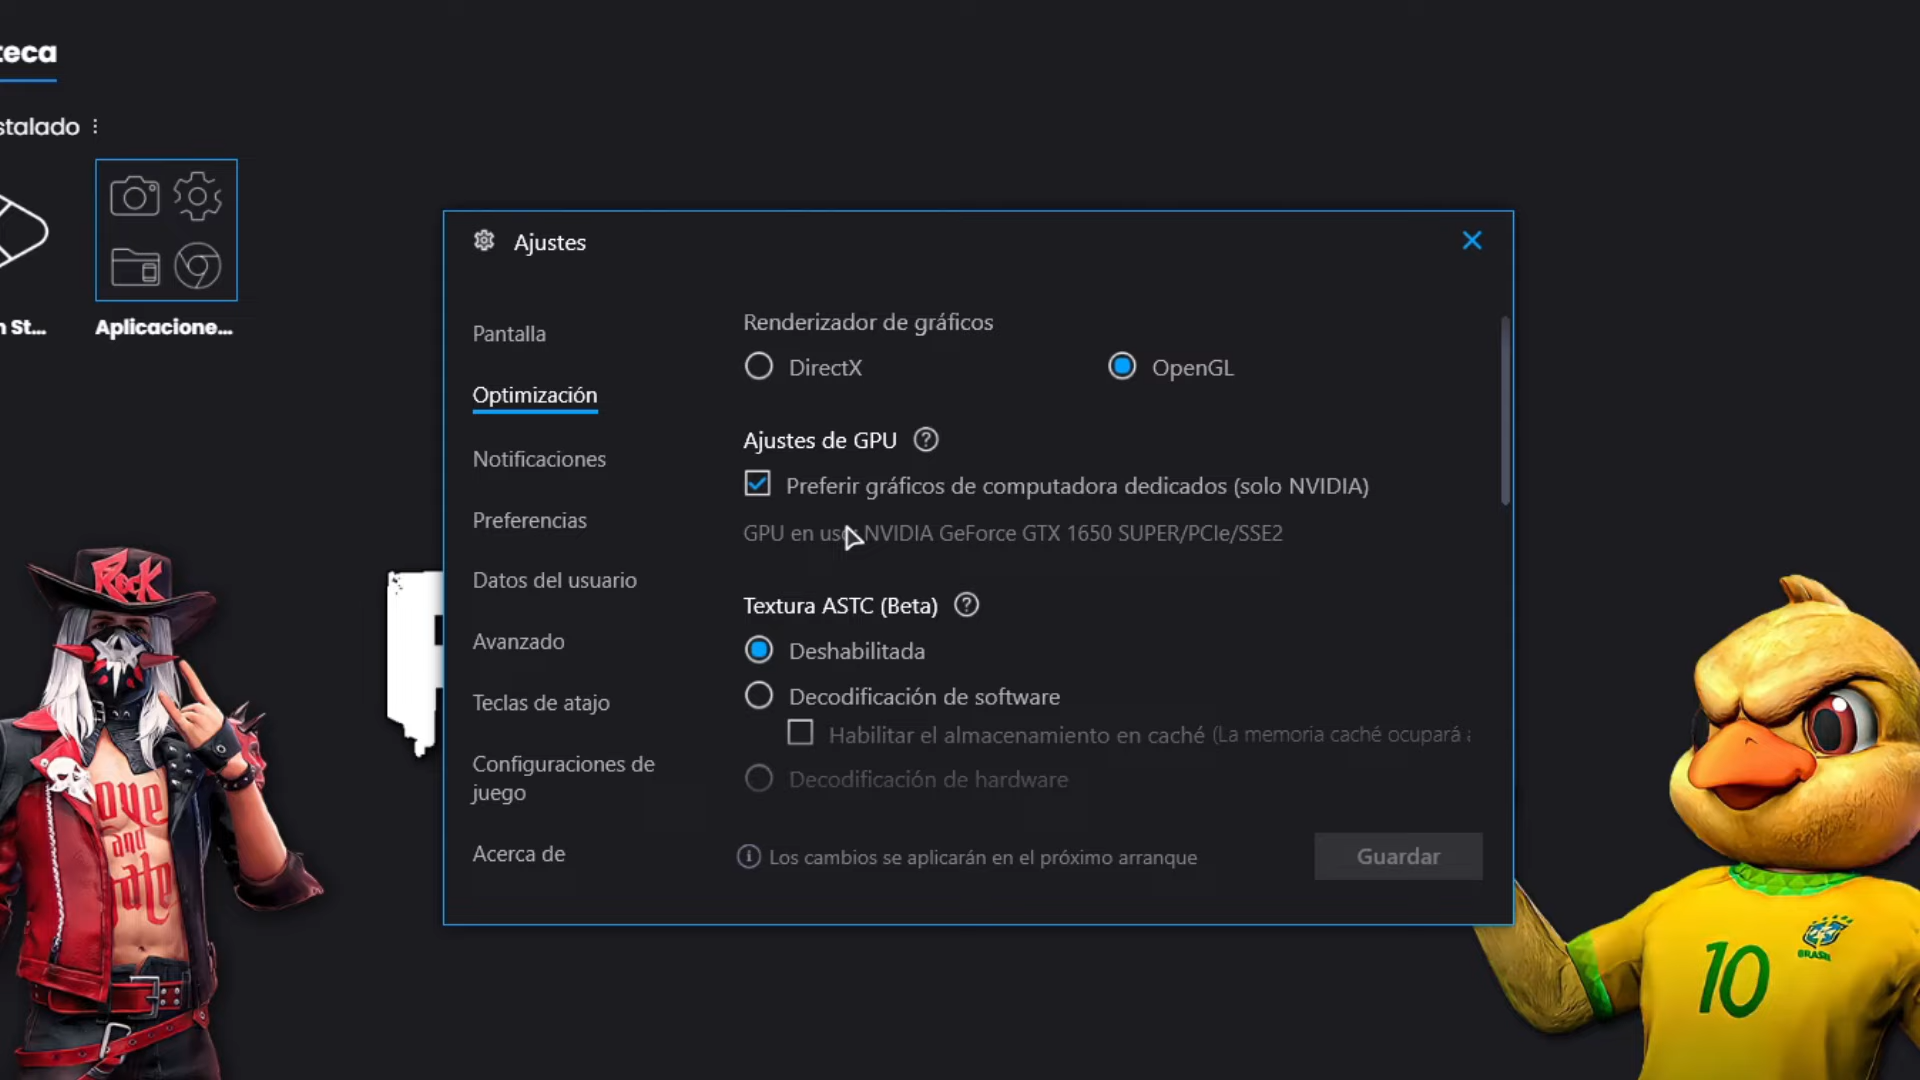 teca
stalado
n St...
Aplicacione...
Ajustes
Pantalla
Optimización
Notificaciones
Preferencias
Datos del usuario
Avanzado
Teclas de atajo
Configuraciones de
juego
Acerca de
Renderizador de gráficos
DirectX
OpenGL
Ajustes de GPU
Preferir gráficos de computadora dedicados (solo NVIDIA)
GPU en uso: NVIDIA GeForce GTX 1650 SUPER/PCIe/SSE2
Textura ASTC (Beta)
Deshabilitada
Decodificación de software
Habilitar el almacenamiento en caché (La memoria caché ocupará
Decodificación de hardware
Los cambios se aplicarán en el próximo arranque
Guardar
RocK
Love
and
Hate
10
BRASIL